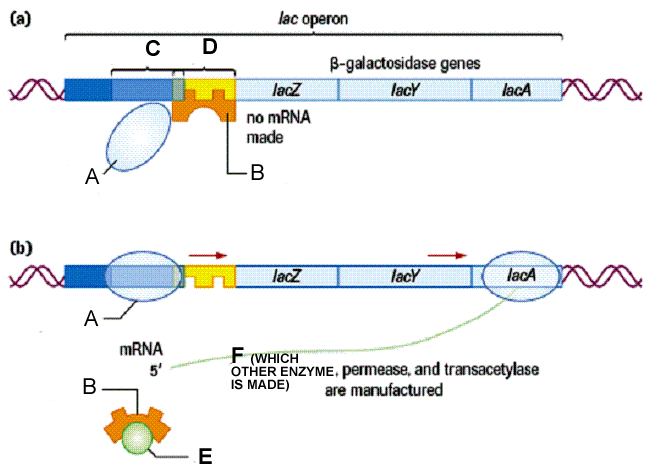 (a)
lac operon
C
D
β-galactosidase genes
lacZ
lacY
lacA
no mRNA
made
A
B
(b)
lacZ
lacY
lacA
A
mRNA
5′
F (WHICH
OTHER ENZYME
IS MADE)
, permease, and transacetylase
are manufactured
B
E